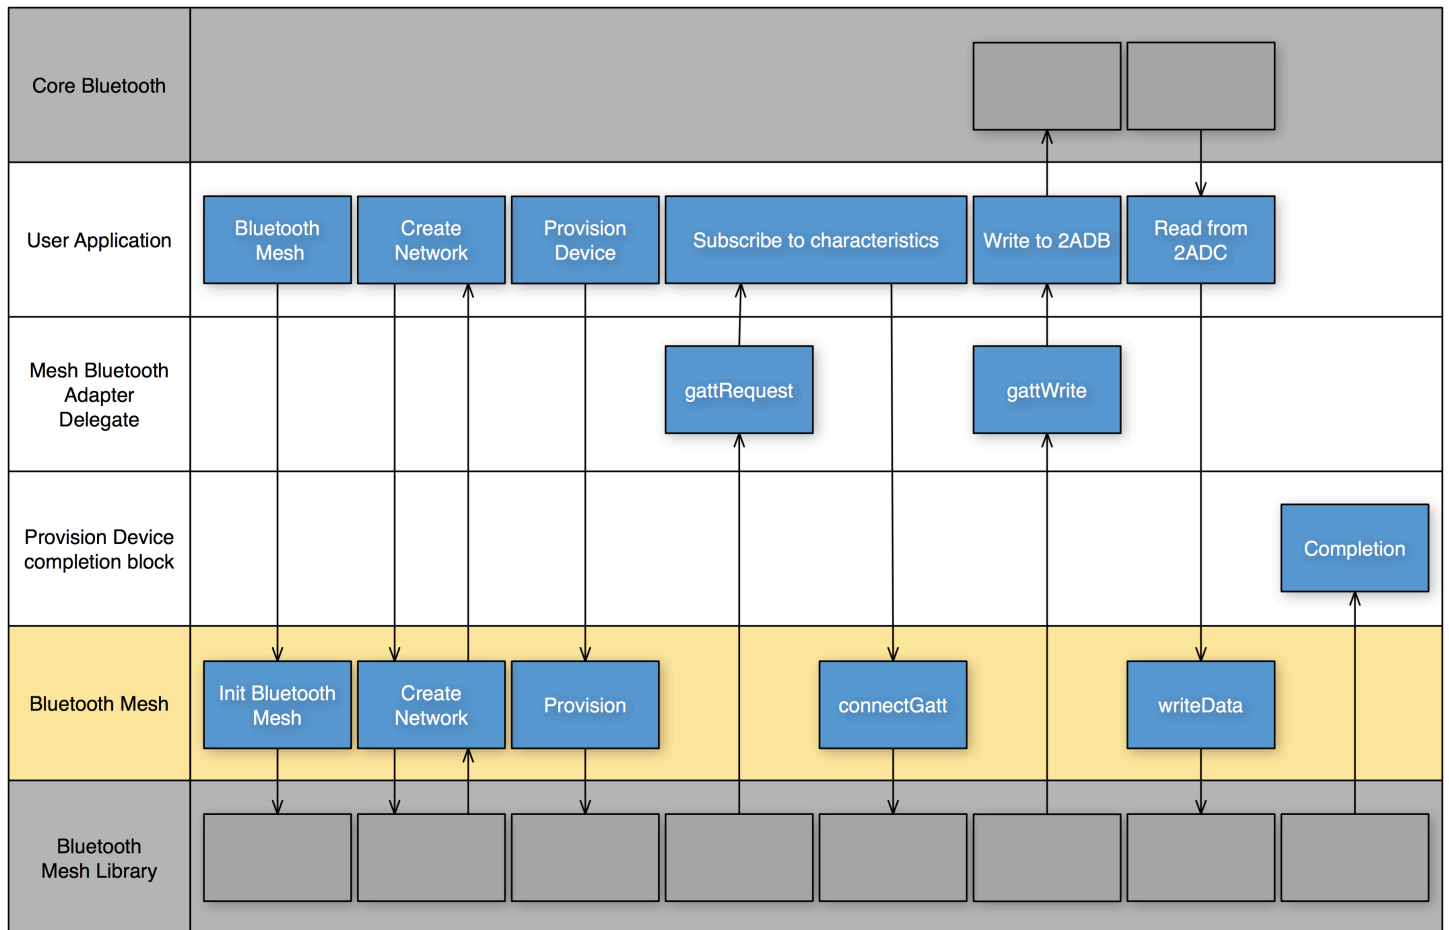 Core Bluetooth
User Application
Bluetooth
Mesh
Create
Network
Provision
Device
Subscribe to characteristics
Write to 2ADB
Read from
2ADC
Mesh Bluetooth
Adapter
Delegate
gattRequest
gattWrite
Provision Device
completion block
Completion
Bluetooth Mesh
Init Bluetooth
Mesh
Create
Network
Provision
connectGatt
writeData
Bluetooth
Mesh Library